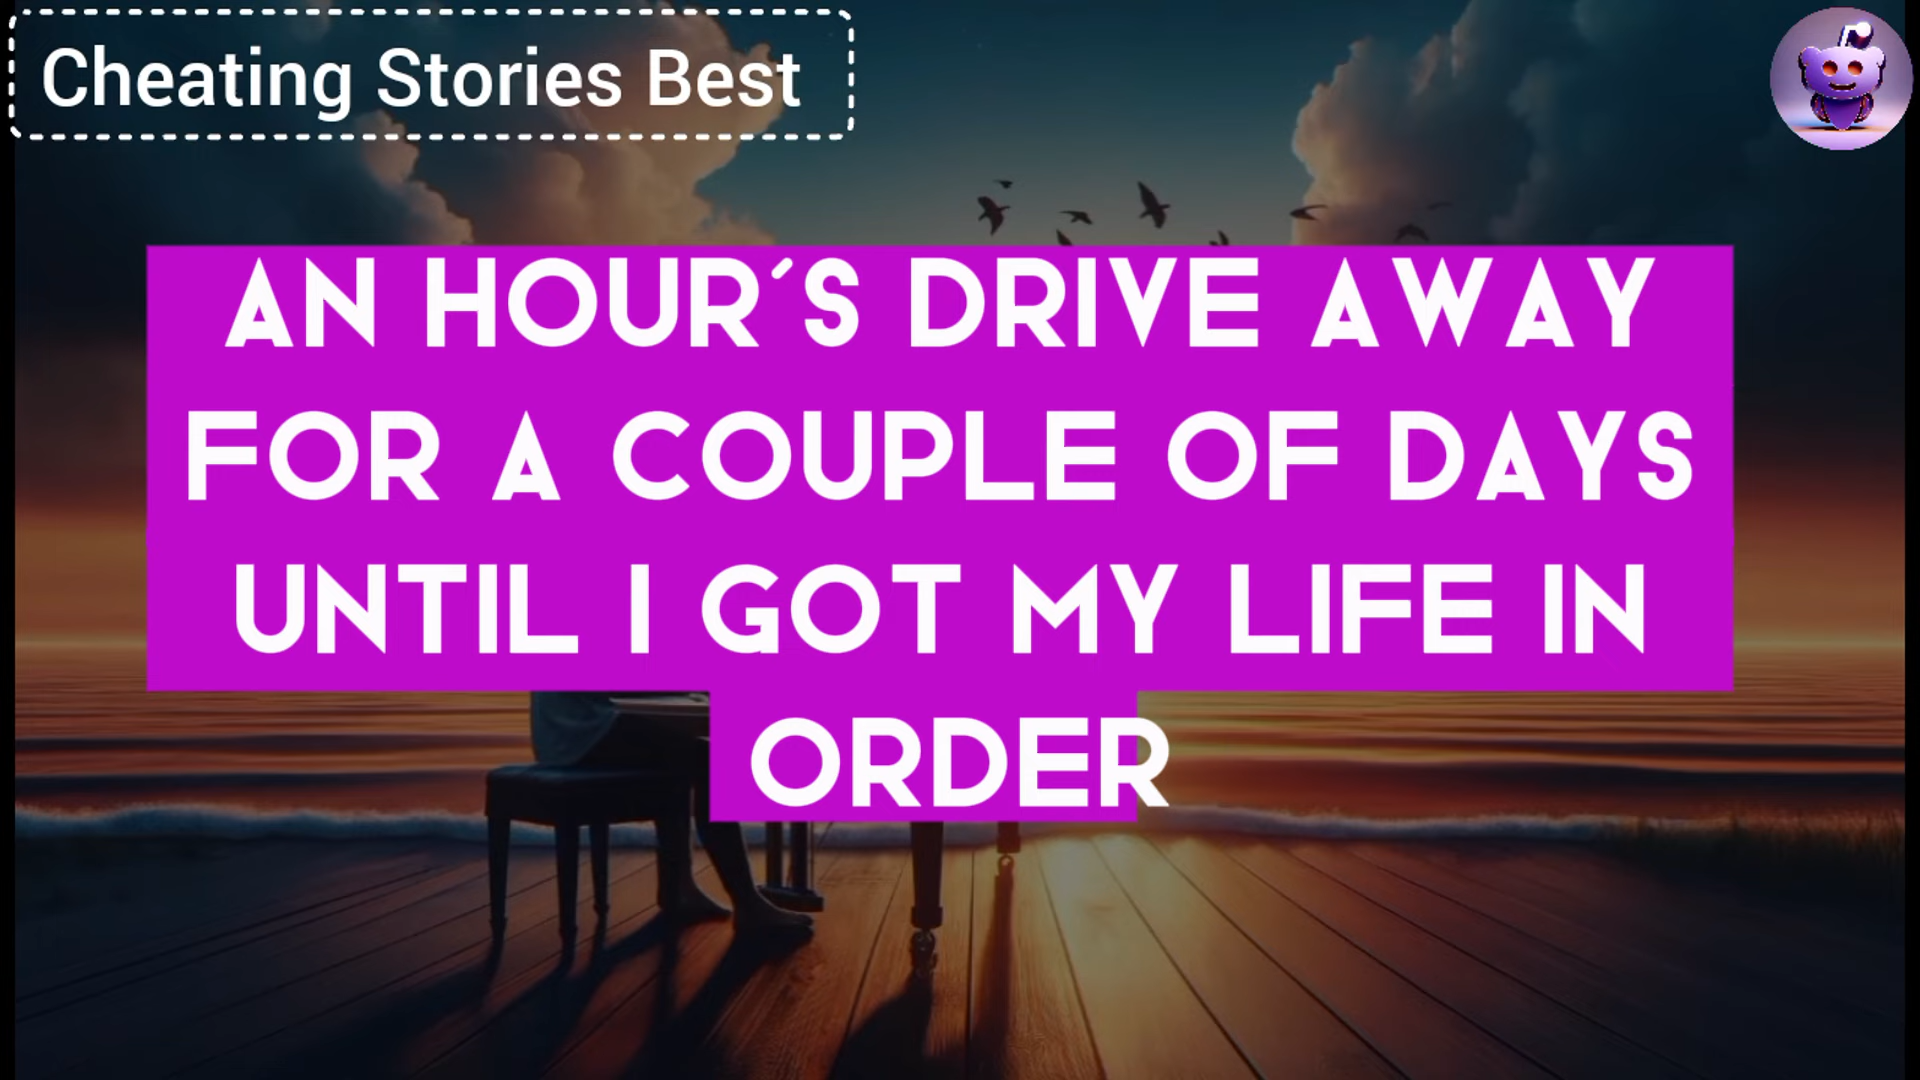 Cheating Stories Best
AN HOUR´S DRIVE AWAY
FOR A COUPLE OF DAYS
UNTIL I GOT MY LIFE IN
ORDER